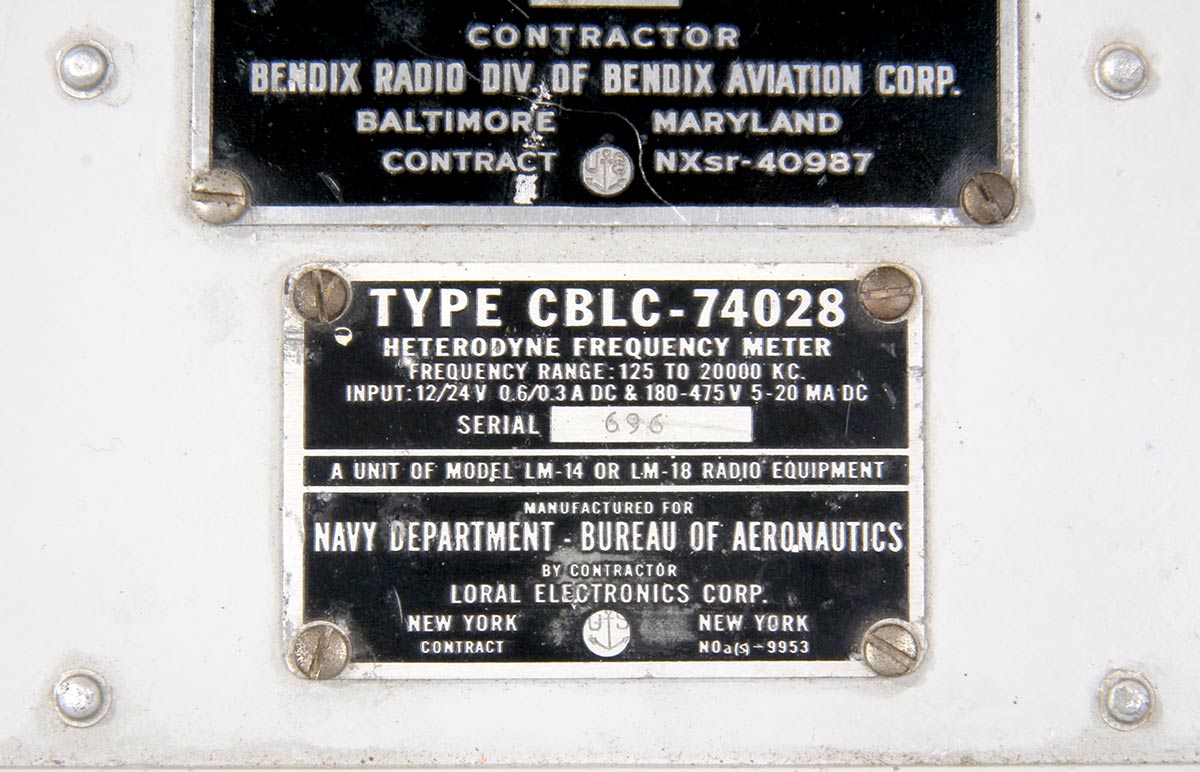 CONTRACTOR
BENDIX RADIO DIV. OF BENDIX AVIATION CORP.
BALTIMORE MARYLAND
CONTRACT NXsr-40987
TYPE CBLC-74028
HETERODYNE FREQUENCY METER
FREQUENCY RANGE: 125 TO 20000 KC.
INPUT: 12/24 V 0.6/0.3 A DC & 180-475 V 5-20 MA DC
SERIAL 696
A UNIT OF MODEL LM-14 OR LM-18 RADIO EQUIPMENT
MANUFACTURED FOR
NAVY DEPARTMENT - BUREAU OF AERONAUTICS
BY CONTRACTOR
LORAL ELECTRONICS CORP.
NEW YORK US NEW YORK
CONTRACT NOa(s)-9953